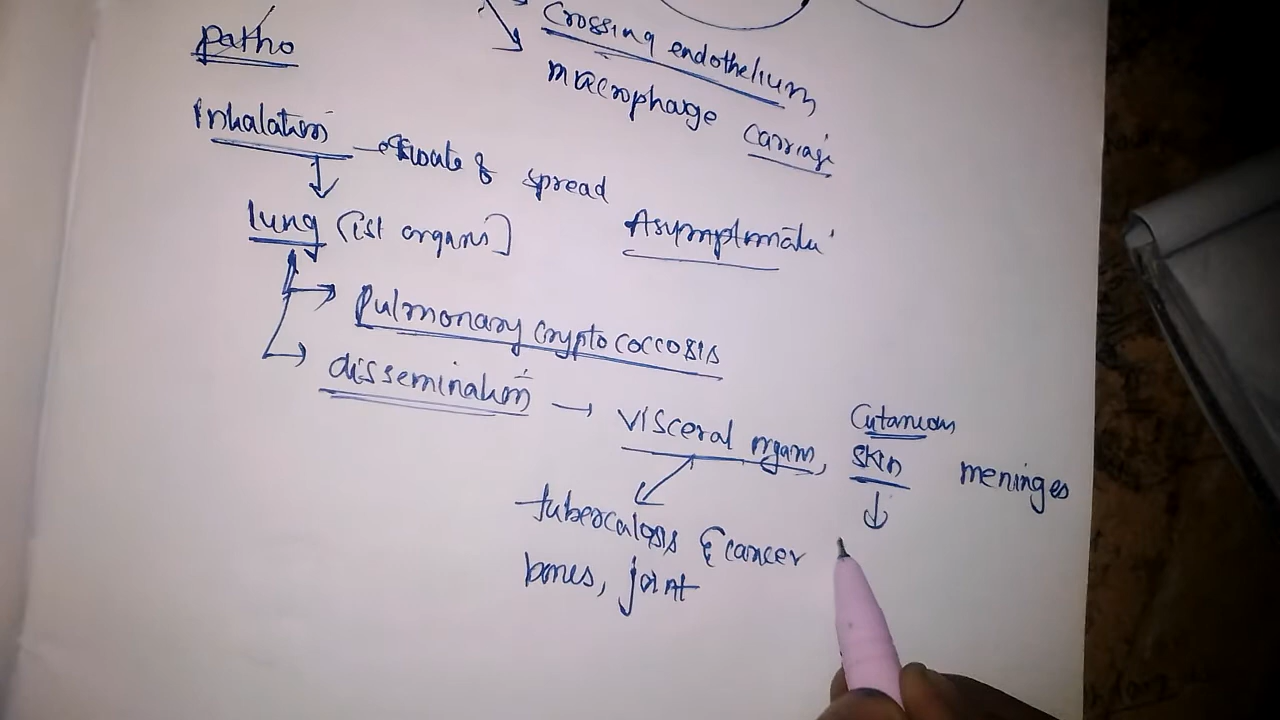 Crossing endothelium
macrophage carriage
patho
Inhalation
& spread
lung (1st organs)
Asymptomatic
Pulmonary cryptococcosis
dissemination → visceral organs,
Cutaneous
skin
meninges
tuberculosis & cancer
bones, joint